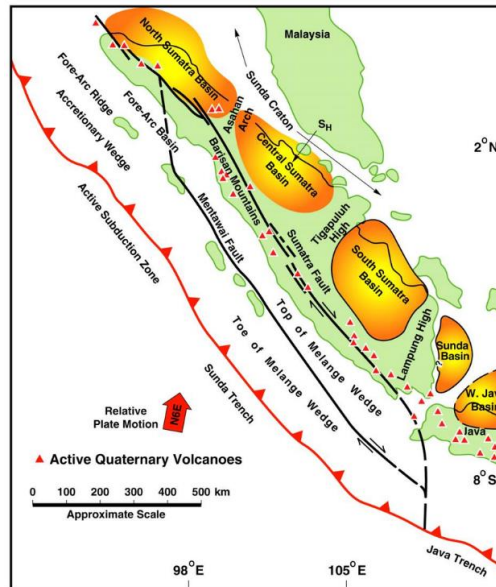 North Sumatra Basin
Malaysia
Sunda Craton
Asahan
Arch
S_H
Fore-Arc Ridge
Accretionary Wedge
Fore-Arc Basin
Active Subduction Zone
Barisan Mountains
Central Sumatra
Basin
2°N
Mentawai Fault
Tigapuluh
High
Sumatra Fault
South Sumatra
Basin
Sunda Trench
Toe of Melange Wedge
Top of Melange Wedge
Lampung High
Sunda
Basin
?
W. Jav
Basin
Java
Relative
Plate Motion
N6E
Active Quaternary Volcanoes
0 100 200 300 400 500 km
Approximate Scale
8°S
Java Trench
98°E
105°E